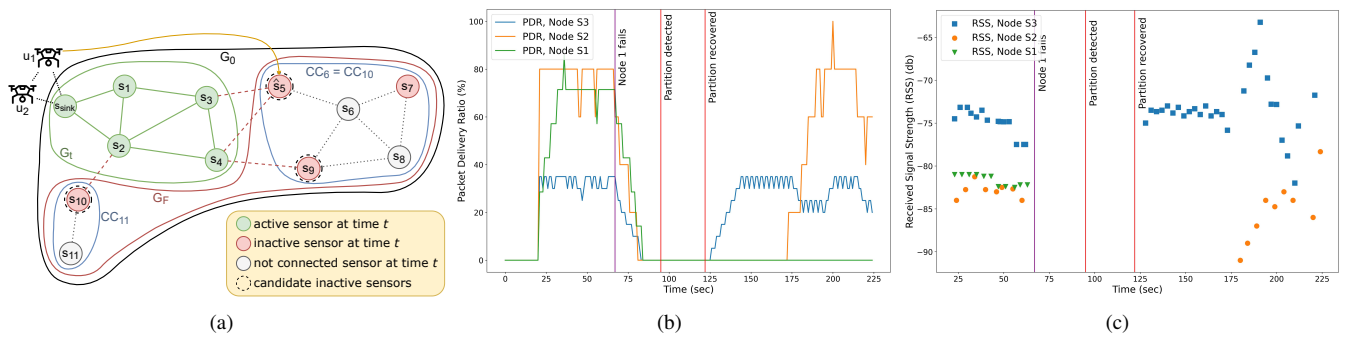 u1
u2
G0
CC6 = CC10
s1
s3
ŝ5
s7
ssink
s6
s2
s4
s9
s8
Gt
GF
s10
CC11
s11
active sensor at time t
inactive sensor at time t
not connected sensor at time t
candidate inactive sensors
(a)
Packet Delivery Ratio (%)
100
80
60
40
20
0
PDR, Node S3
PDR, Node S2
PDR, Node S1
Node 1 fails
Partition detected
Partition recovered
0 25 50 75 100 125 150 175 200 225
Time (sec)
(b)
Received Signal Strength (RSS) (db)
−65
−70
−75
−80
−85
−90
RSS, Node S3
RSS, Node S2
RSS, Node S1
Node 1 fails
Partition detected
Partition recovered
25 50 75 100 125 150 175 200 225
Time (sec)
(c)